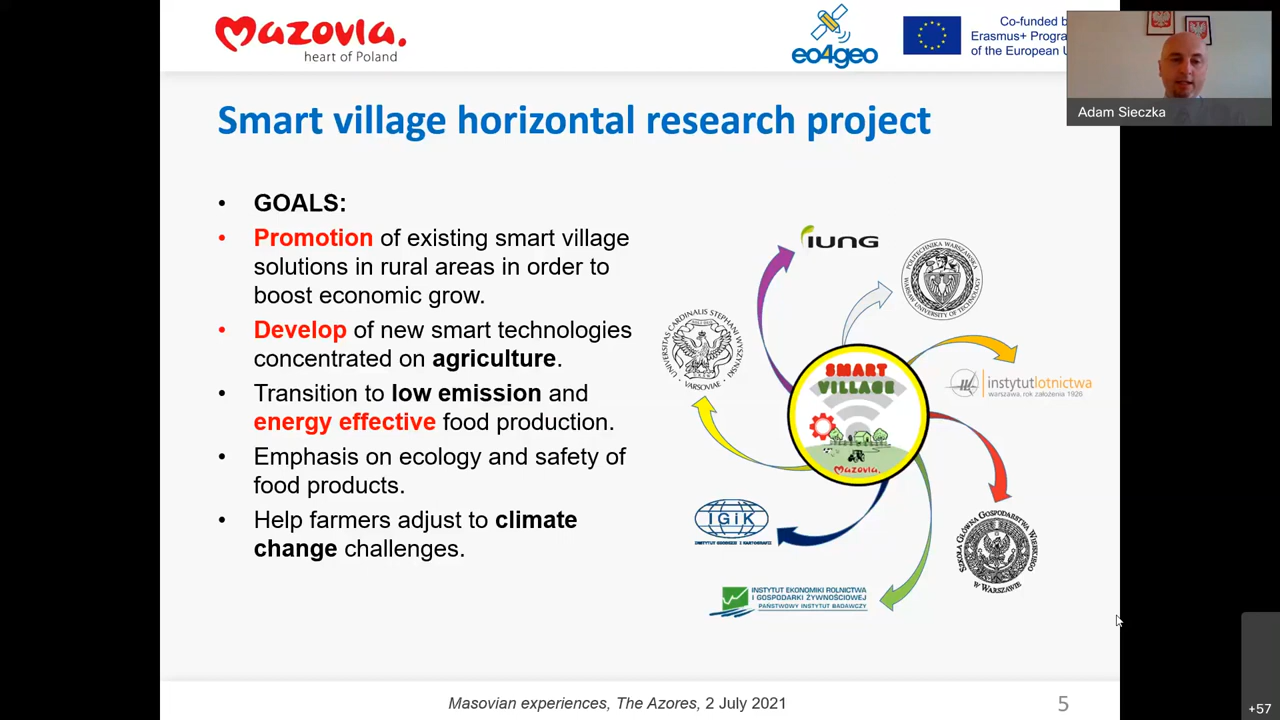 mazovia.
heart of Poland
eo4geo
Co-funded b
Erasmus+ Progra
of the European U
Adam Sieczka
Smart village horizontal research project
• GOALS:
• Promotion of existing smart village
solutions in rural areas in order to
boost economic grow.
• Develop of new smart technologies
concentrated on agriculture.
• Transition to low emission and
energy effective food production.
• Emphasis on ecology and safety of
food products.
• Help farmers adjust to climate
change challenges.
IUNG
POLITECHNIKA WARSZAWSKA
WARSAW UNIVERSITY OF TECHNOLOGY
UNIVERSITAS CARDINALIS STEPHANI WYSZYŃSKI
VARSOVIAE
SMART
VILLAGE
mazovia.
instytutlotnictwa
warszawa, rok założenia 1926
IGiK
INSTYTUT GEODEZJI I KARTOGRAFII
SZKOŁA GŁÓWNA GOSPODARSTWA WIEJSKIEGO
W WARSZAWIE
INSTYTUT EKONOMIKI ROLNICTWA
I GOSPODARKI ŻYWNOŚCIOWEJ
PAŃSTWOWY INSTYTUT BADAWCZY
Masovian experiences, The Azores, 2 July 2021
5
+57